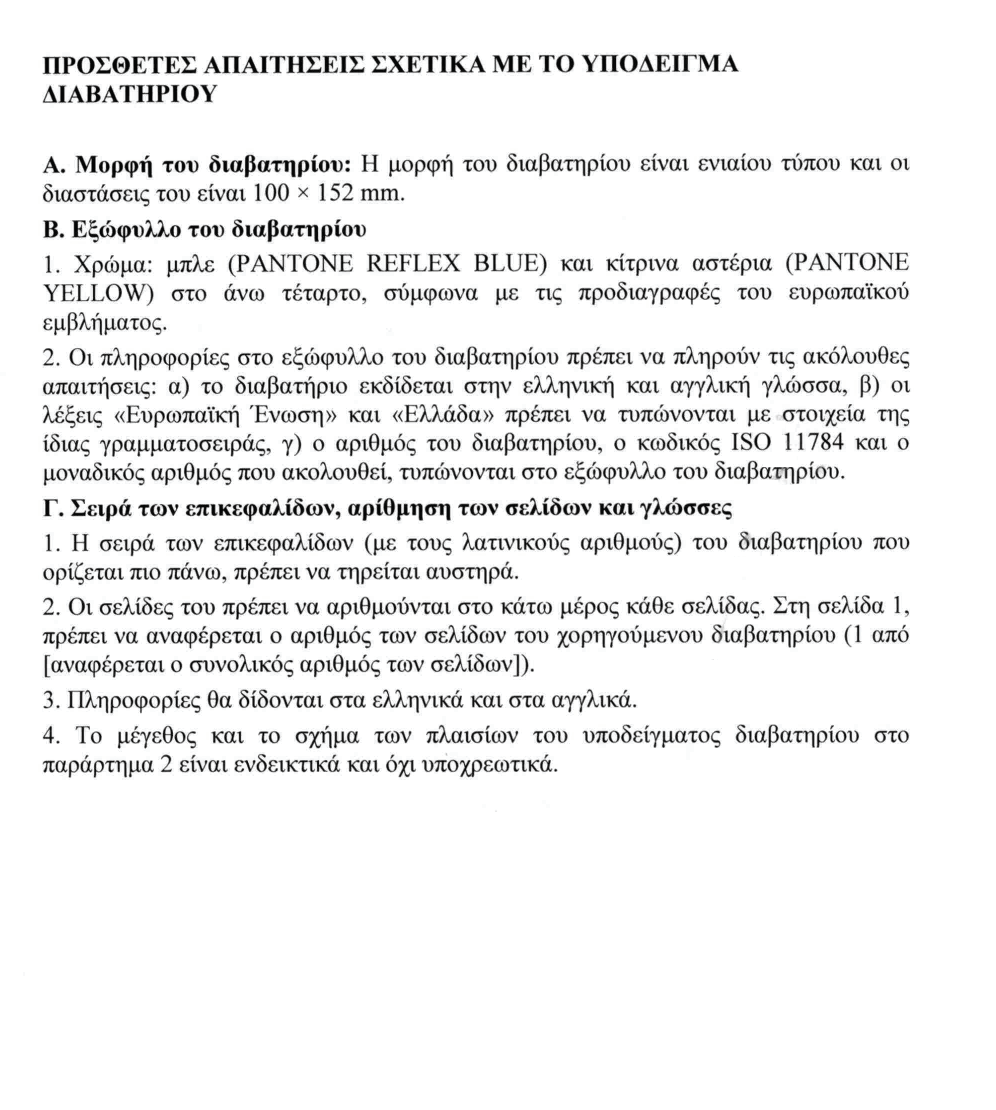 ΠΡΟΣΘΕΤΕΣ ΑΠΑΙΤΗΣΕΙΣ ΣΧΕΤΙΚΑ ΜΕ ΤΟ ΥΠΟΔΕΙΓΜΑ
ΔΙΑΒΑΤΗΡΙΟΥ
Α. Μορφή του διαβατηρίου: Η μορφή του διαβατηρίου είναι ενιαίου τύπου και οι
διαστάσεις του είναι 100 × 152 mm.
Β. Εξώφυλλο του διαβατηρίου
1. Χρώμα: μπλε (PANTONE REFLEX BLUE) και κίτρινα αστέρια (PANTONE
YELLOW) στο άνω τέταρτο, σύμφωνα με τις προδιαγραφές του ευρωπαϊκού
εμβλήματος.
2. Οι πληροφορίες στο εξώφυλλο του διαβατηρίου πρέπει να πληρούν τις ακόλουθες
απαιτήσεις: α) το διαβατήριο εκδίδεται στην ελληνική και αγγλική γλώσσα, β) οι
λέξεις «Ευρωπαϊκή Ένωση» και «Ελλάδα» πρέπει να τυπώνονται με στοιχεία της
ίδιας γραμματοσειράς, γ) ο αριθμός του διαβατηρίου, ο κωδικός ISO 11784 και ο
μοναδικός αριθμός που ακολουθεί, τυπώνονται στο εξώφυλλο του διαβατηρίου.
Γ. Σειρά των επικεφαλίδων, αρίθμηση των σελίδων και γλώσσες
1. Η σειρά των επικεφαλίδων (με τους λατινικούς αριθμούς) του διαβατηρίου που
ορίζεται πιο πάνω, πρέπει να τηρείται αυστηρά.
2. Οι σελίδες του πρέπει να αριθμούνται στο κάτω μέρος κάθε σελίδας. Στη σελίδα 1,
πρέπει να αναφέρεται ο αριθμός των σελίδων του χορηγούμενου διαβατηρίου (1 από
[αναφέρεται ο συνολικός αριθμός των σελίδων]).
3. Πληροφορίες θα δίδονται στα ελληνικά και στα αγγλικά.
4. Το μέγεθος και το σχήμα των πλαισίων του υποδείγματος διαβατηρίου στο
παράρτημα 2 είναι ενδεικτικά και όχι υποχρεωτικά.